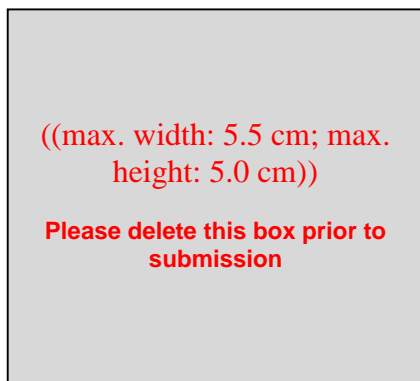 ((max. width: 5.5 cm; max.
height: 5.0 cm))
Please delete this box prior to
submission